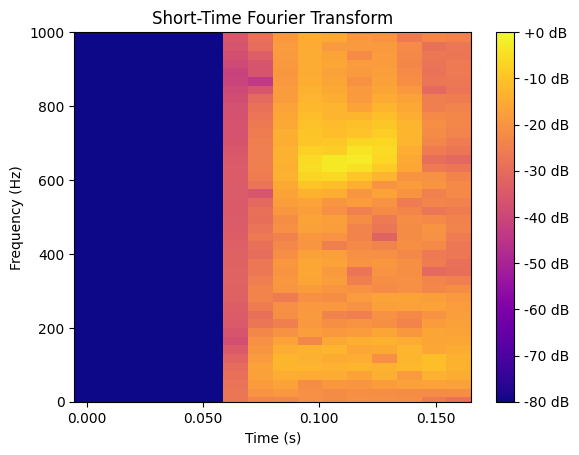 Short-Time Fourier Transform
1000
800
600
400
200
0
Frequency (Hz)
0.000
0.050
0.100
0.150
Time (s)
+0 dB
-10 dB
-20 dB
-30 dB
-40 dB
-50 dB
-60 dB
-70 dB
-80 dB